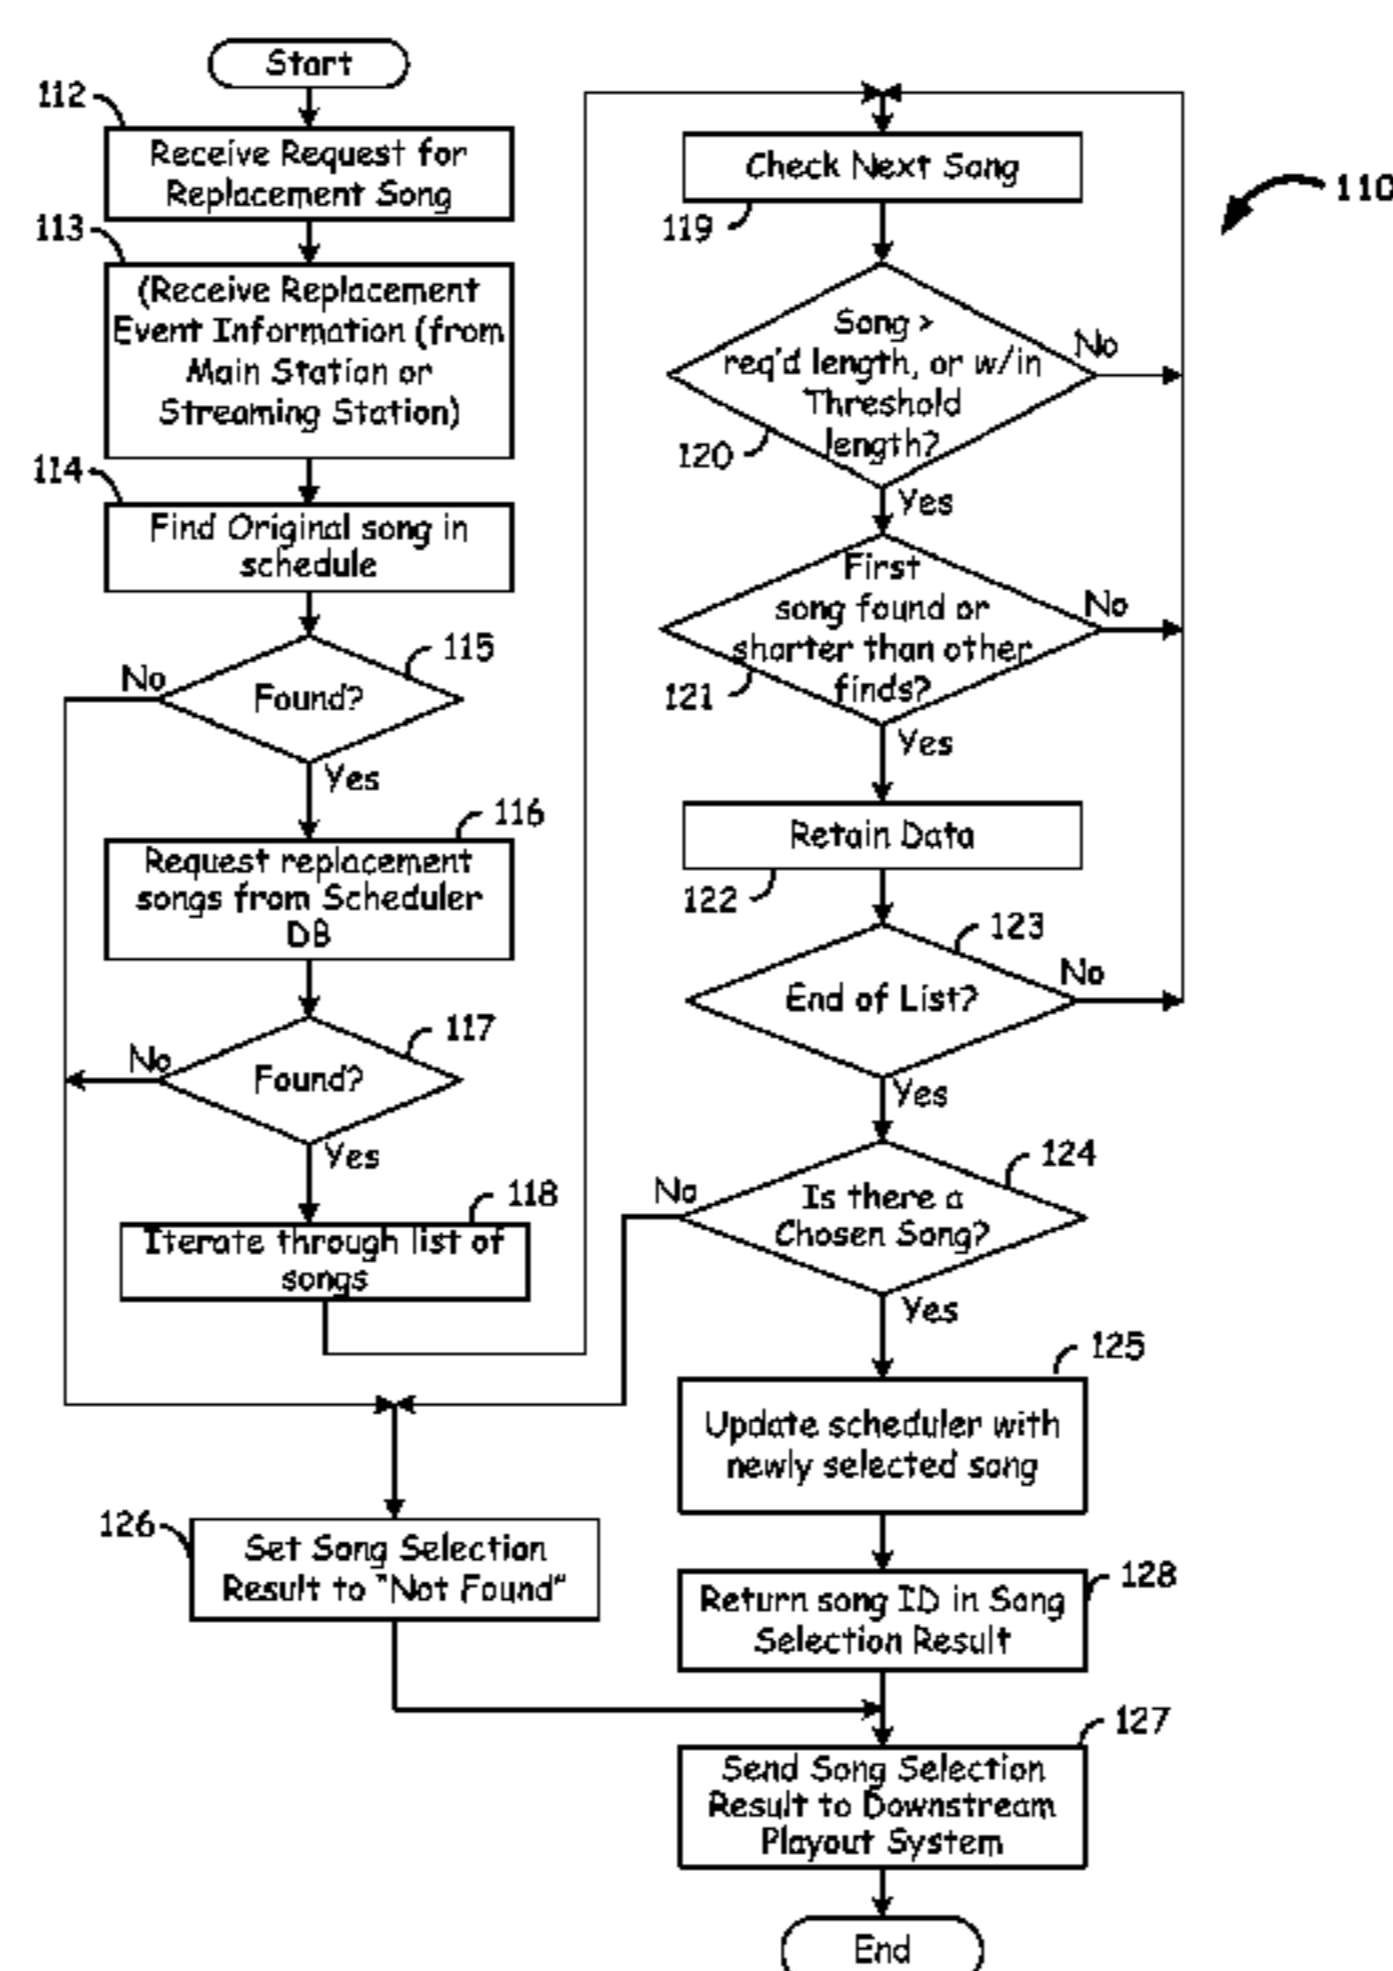 Start
112
Receive Request for
Replacement Song
113
(Receive Replacement
Event Information (from
Main Station or
Streaming Station)
114
Find Original song in
schedule
115
No
Found?
Yes
116
Request replacement
songs from Scheduler
DB
117
No
Found?
Yes
118
Iterate through list of
songs
126
Set Song Selection
Result to "Not Found"
110
Check Next Song
119
Song >
req'd length, or w/in
Threshold
length?
No
120
Yes
First
song found or
shorter than other
finds?
No
121
Yes
Retain Data
122
123
End of List?
No
Yes
124
No
Is there a
Chosen Song?
Yes
125
Update scheduler with
newly selected song
128
Return song ID in Song
Selection Result
127
Send Song Selection
Result to Downstream
Playout System
End